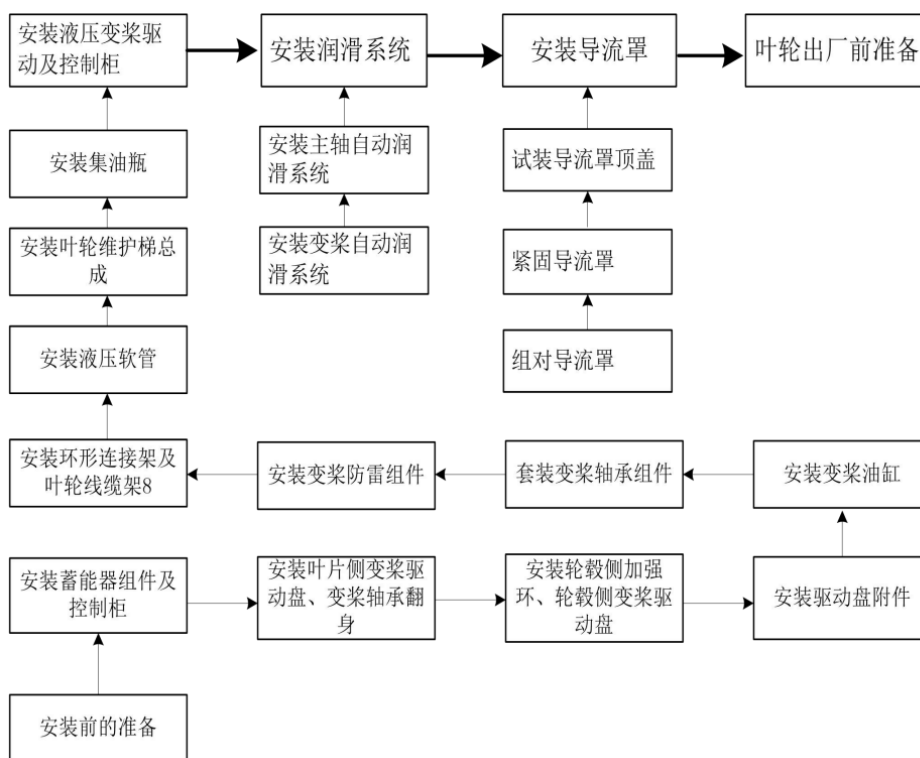 安装液压变桨驱
动及控制柜
安装润滑系统
安装导流罩
叶轮出厂前准备
安装集油瓶
安装主轴自动润
滑系统
试装导流罩顶盖
安装叶轮维护梯总
成
安装变桨自动润
滑系统
紧固导流罩
安装液压软管
组对导流罩
安装环形连接架及
叶轮线缆架8
安装变桨防雷组件
套装变桨轴承组件
安装变桨油缸
安装蓄能器组件及
控制柜
安装叶片侧变桨驱
动盘、变桨轴承翻
身
安装轮毂侧加强
环、轮毂侧变桨驱
动盘
安装驱动盘附件
安装前的准备